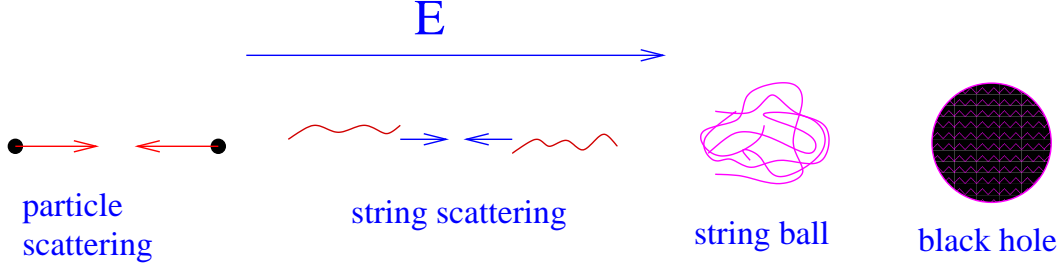 E
particle
scattering
string scattering
string ball
black hole